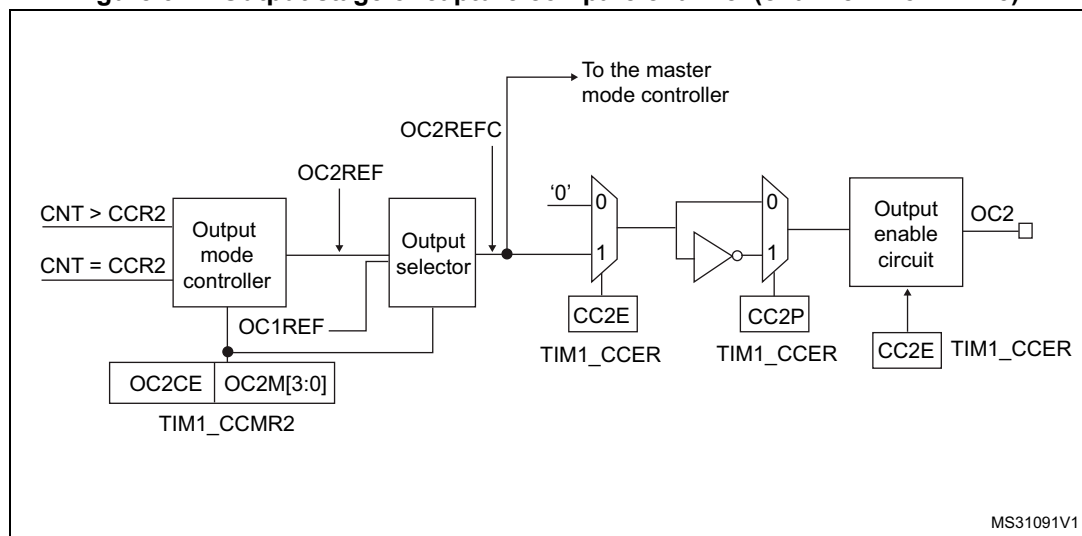 To the master
mode controller
OC2REFC
OC2REF
'0'
0
0
CNT > CCR2
Output
mode
controller
Output
selector
Output
enable
circuit
OC2
CNT = CCR2
1
1
OC1REF
CC2E
CC2P
CC2E
TIM1_CCER
TIM1_CCER
TIM1_CCER
OC2CE
OC2M[3:0]
TIM1_CCMR2
MS31091V1